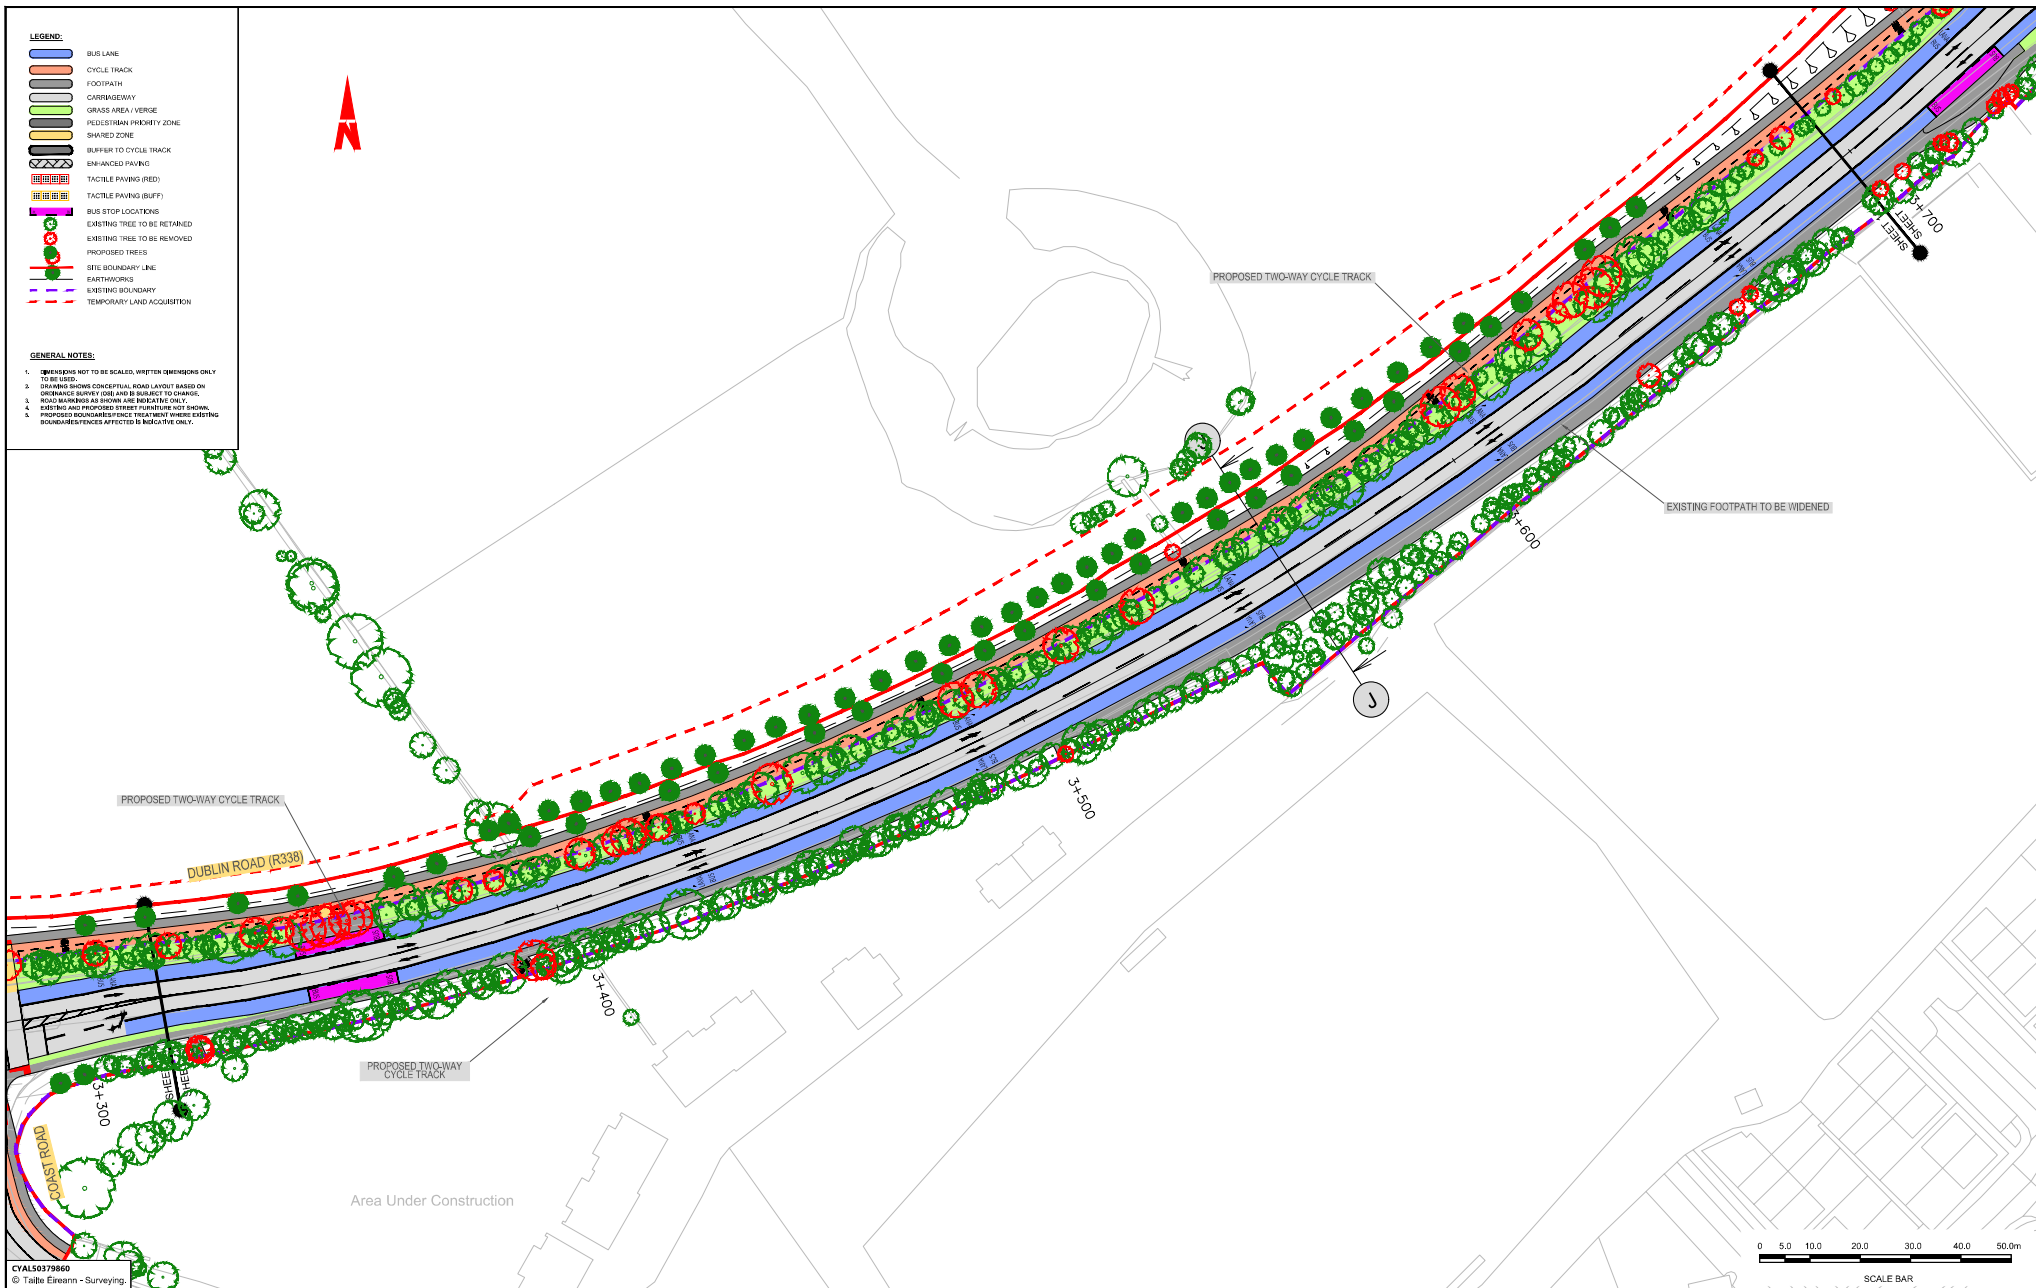 LEGEND:
BUS LANE
CYCLE TRACK
FOOTPATH
CARRIAGEWAY
GRASS AREA / VERGE
PEDESTRIAN PRIORITY ZONE
SHARED ZONE
BUFFER TO CYCLE TRACK
ENHANCED PAVING
TACTILE PAVING (RED)
TACTILE PAVING (BUFF)
BUS STOP LOCATIONS
EXISTING TREE TO BE RETAINED
EXISTING TREE TO BE REMOVED
PROPOSED TREES
SITE BOUNDARY LINE
EARTHWORKS
EXISTING BOUNDARY
TEMPORARY LAND ACQUISITION
GENERAL NOTES:
1. DIMENSIONS NOT TO BE SCALED, WRITTEN DIMENSIONS ONLY
TO BE USED.
2. DRAWING SHOWS CONCEPTUAL ROAD LAYOUT BASED ON
ORDINANCE SURVEY (OSI) AND IS SUBJECT TO CHANGE.
3. ROAD MARKINGS AS SHOWN ARE INDICATIVE ONLY.
4. EXISTING AND PROPOSED STREET FURNITURE NOT SHOWN.
5. PROPOSED BOUNDARIES/FENCE TREATMENT WHERE EXISTING
BOUNDARIES/FENCES AFFECTED IS INDICATIVE ONLY.
N
PROPOSED TWO-WAY CYCLE TRACK
3+700
SHEET
SHEET
EXISTING FOOTPATH TO BE WIDENED
3+600
J
3+500
PROPOSED TWO-WAY CYCLE TRACK
DUBLIN ROAD (R338)
3+400
PROPOSED TWO-WAY
CYCLE TRACK
3+300
COAST ROAD
Area Under Construction
CYAL50379860
© Tailte Éireann - Surveying.
0 5.0 10.0 20.0 30.0 40.0 50.0m
SCALE BAR